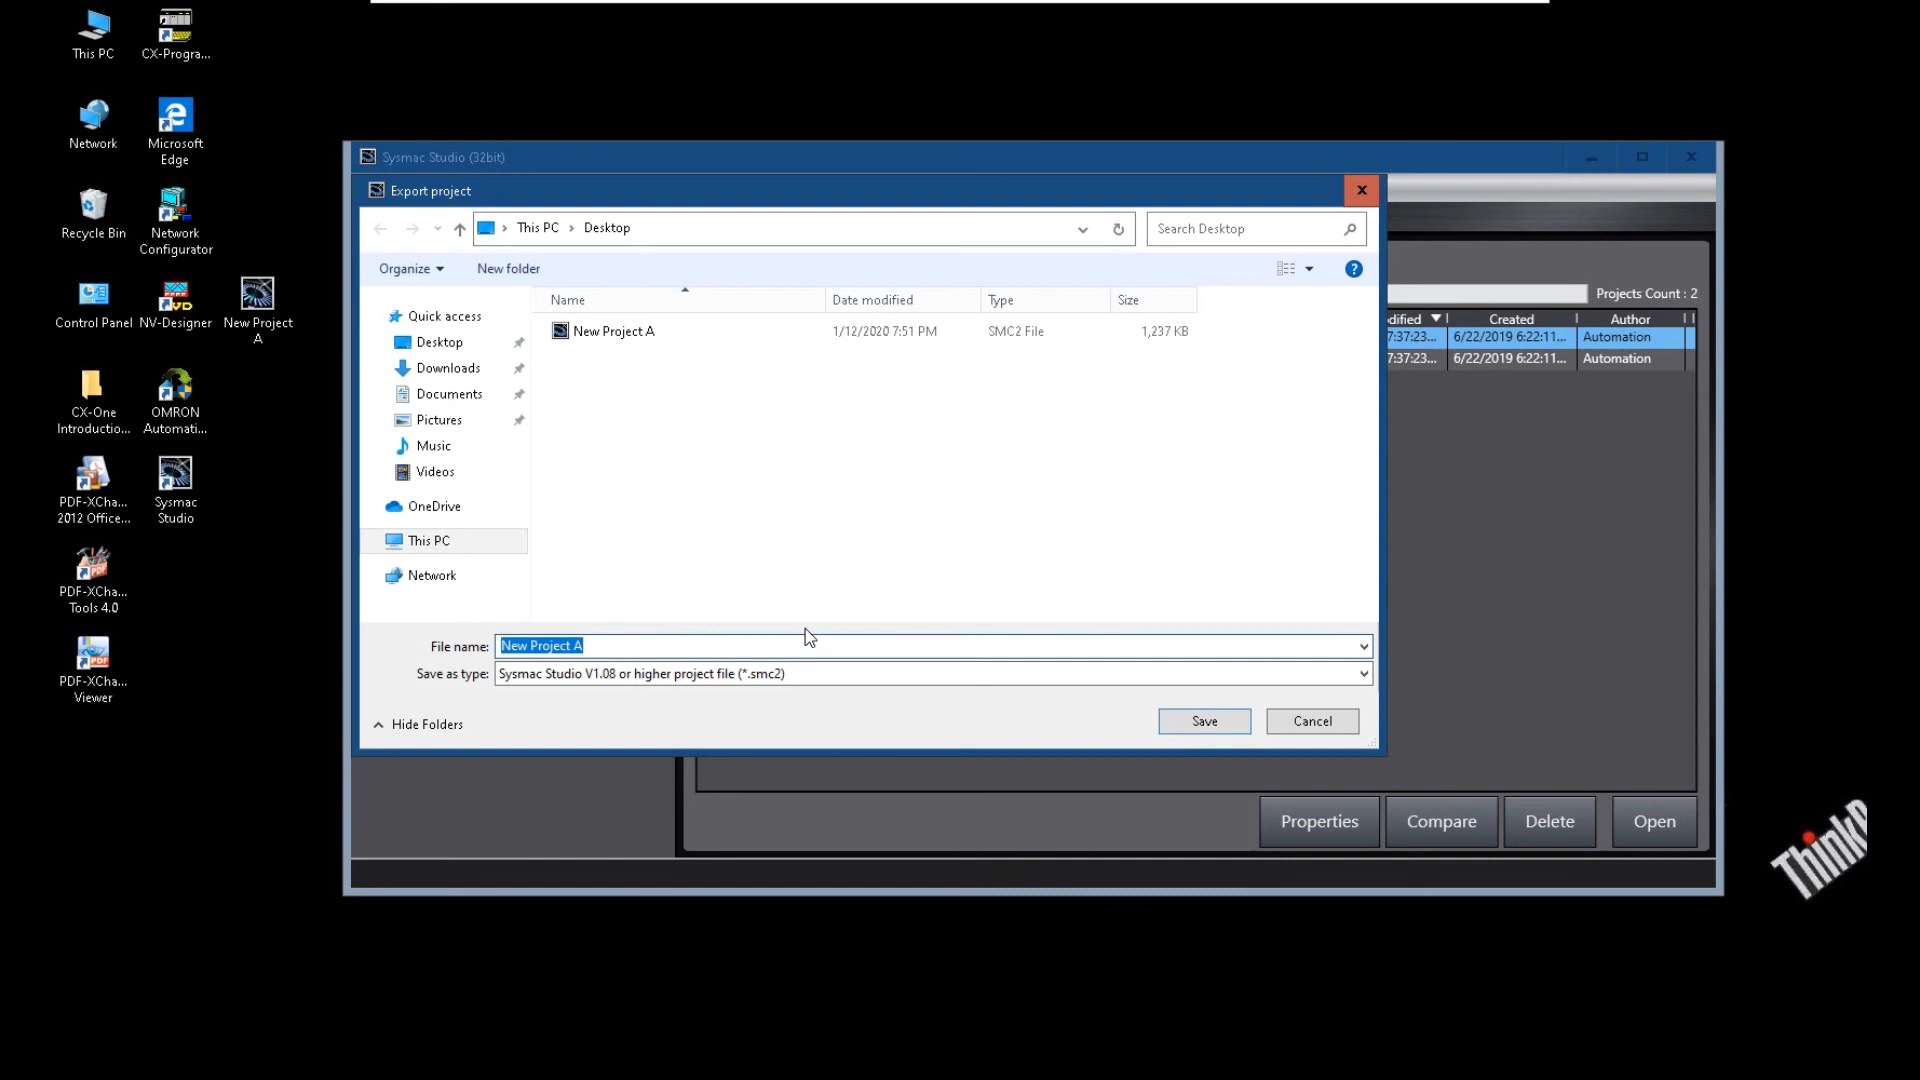 This PC
CX-Progra...
Network
Microsoft
Edge
Recycle Bin
Network
Configurator
Control Panel
NV-Designer
New Project
A
CX-One
Introductio...
OMRON
Automati...
PDF-XCha...
2012 Office...
Sysmac
Studio
PDF-XCha...
Tools 4.0
PDF-XCha...
Viewer
Sysmac Studio (32bit)
Export project
This PC > Desktop
Search Desktop
Organize
New folder
Name
Date modified
Type
Size
New Project A
1/12/2020 7:51 PM
SMC2 File
1,237 KB
Quick access
Desktop
Downloads
Documents
Pictures
Music
Videos
OneDrive
This PC
Network
File name: New Project A
Save as type: Sysmac Studio V1.08 or higher project file (*.smc2)
Hide Folders
Save
Cancel
Projects Count : 2
dified
Created
Author
7:37:23...
6/22/2019 6:22:11...
Automation
7:37:23...
6/22/2019 6:22:11...
Automation
Properties
Compare
Delete
Open